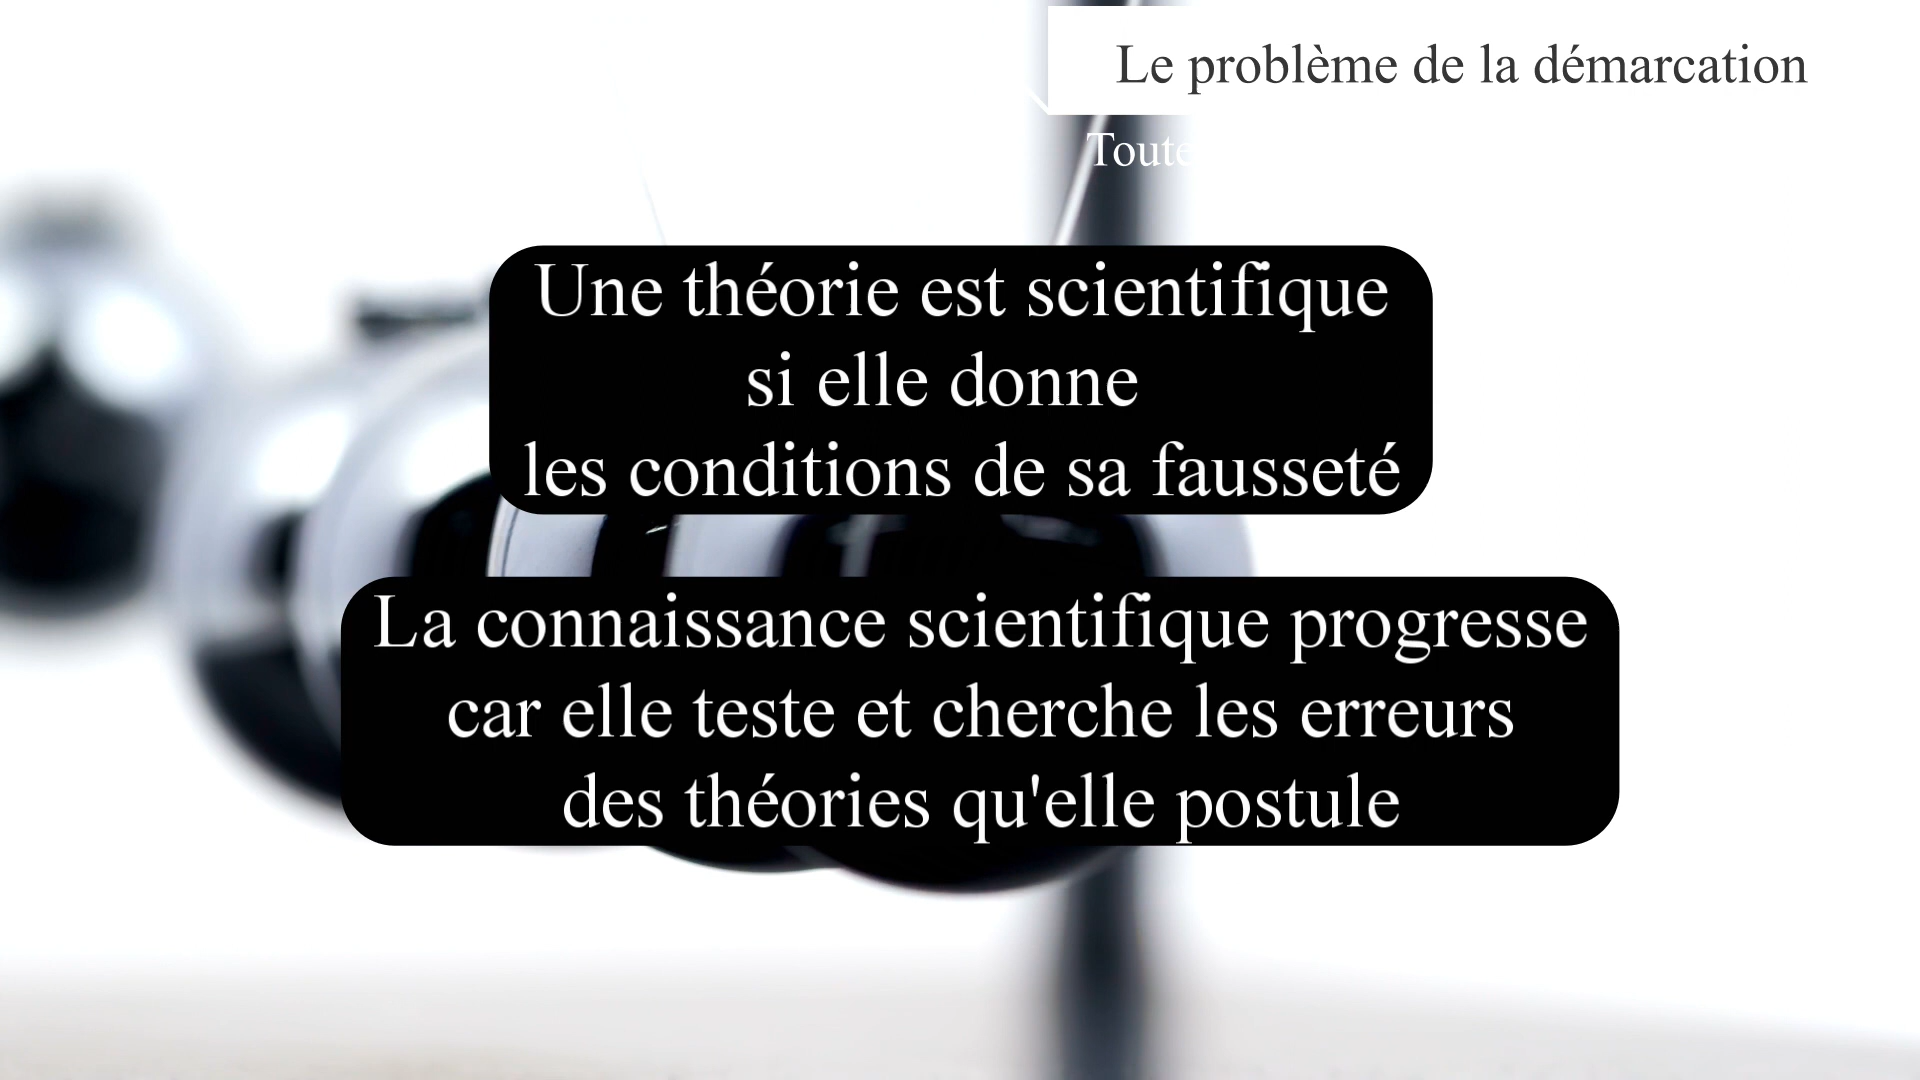 Le problème de la démarcation
Toute
Une théorie est scientifique
si elle donne
les conditions de sa fausseté
La connaissance scientifique progresse
car elle teste et cherche les erreurs
des théories qu'elle postule